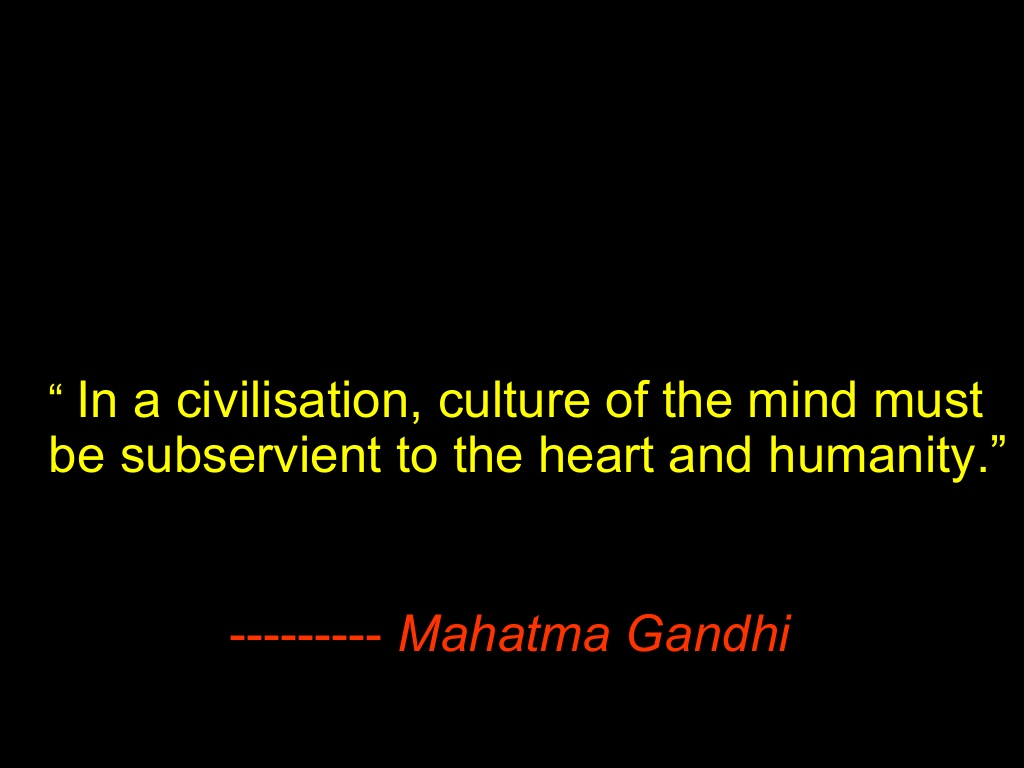 “ In a civilisation, culture of the mind must
be subservient to the heart and humanity.”
--------- Mahatma Gandhi